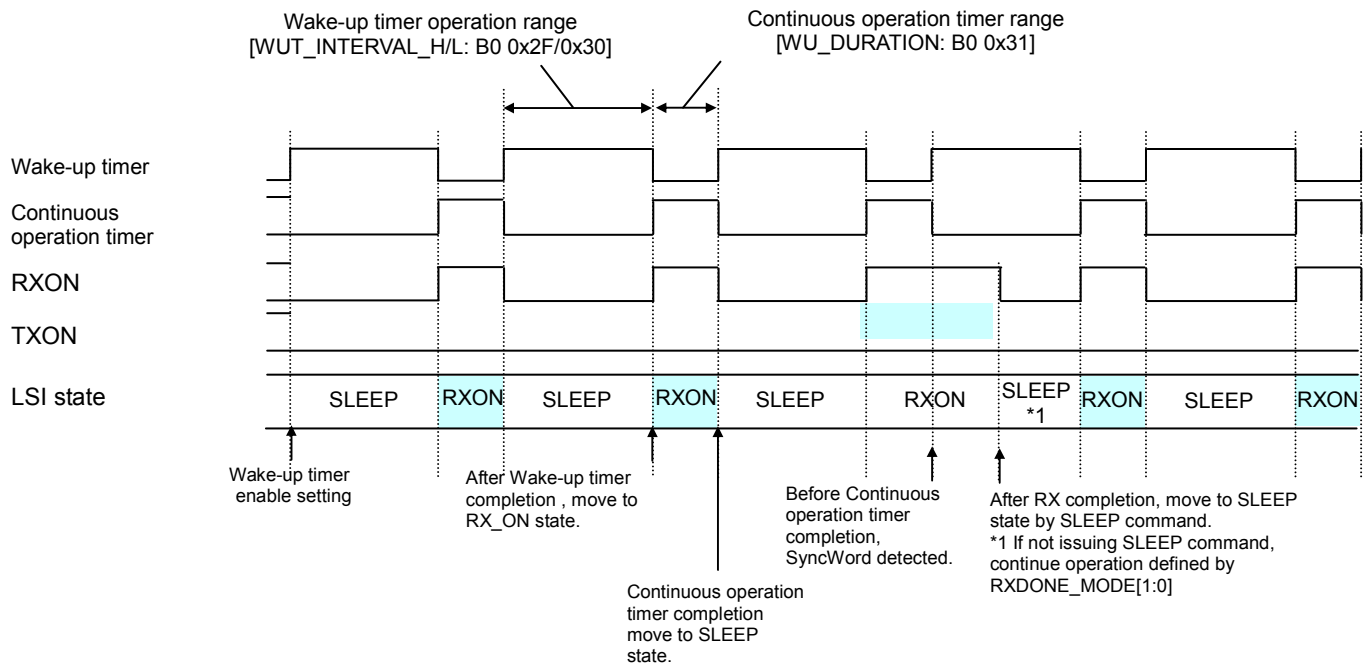 Wake-up timer operation range
[WUT_INTERVAL_H/L: B0 0x2F/0x30]
Continuous operation timer range
[WU_DURATION: B0 0x31]
Wake-up timer
Continuous
operation timer
RXON
TXON
LSI state
SLEEP
RXON
SLEEP
RXON
SLEEP
RXON
SLEEP
*1
RXON
SLEEP
RXON
Wake-up timer
enable setting
After Wake-up timer
completion , move to
RX_ON state.
Continuous operation
timer completion
move to SLEEP
state.
Before Continuous
operation timer
completion,
SyncWord detected.
After RX completion, move to SLEEP
state by SLEEP command.
*1 If not issuing SLEEP command,
continue operation defined by
RXDONE_MODE[1:0]